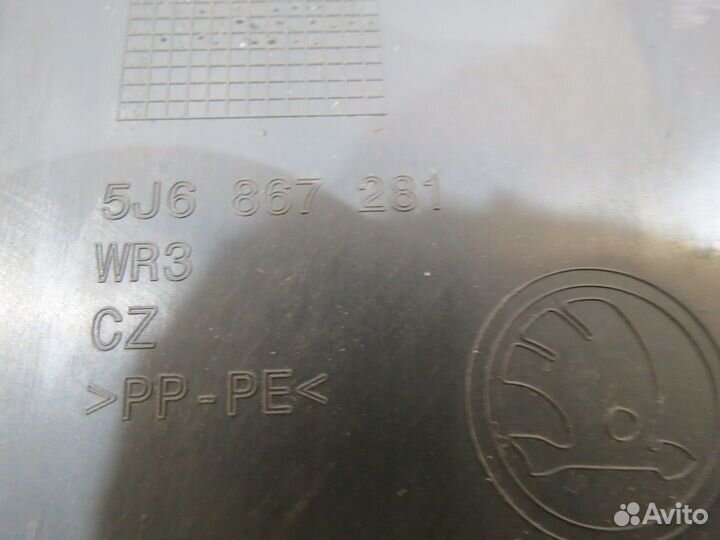 5J6 867 281
WR3
CZ
>PP-PE<
Avito